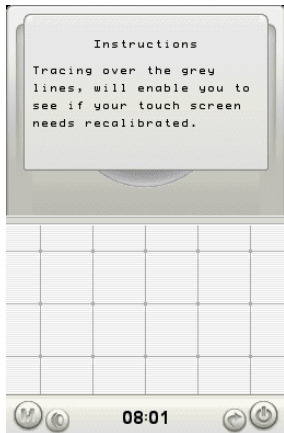 Instructions
Tracing over the grey
lines, will enable you to
see if your touch screen
needs recalibrated.
M
08:01